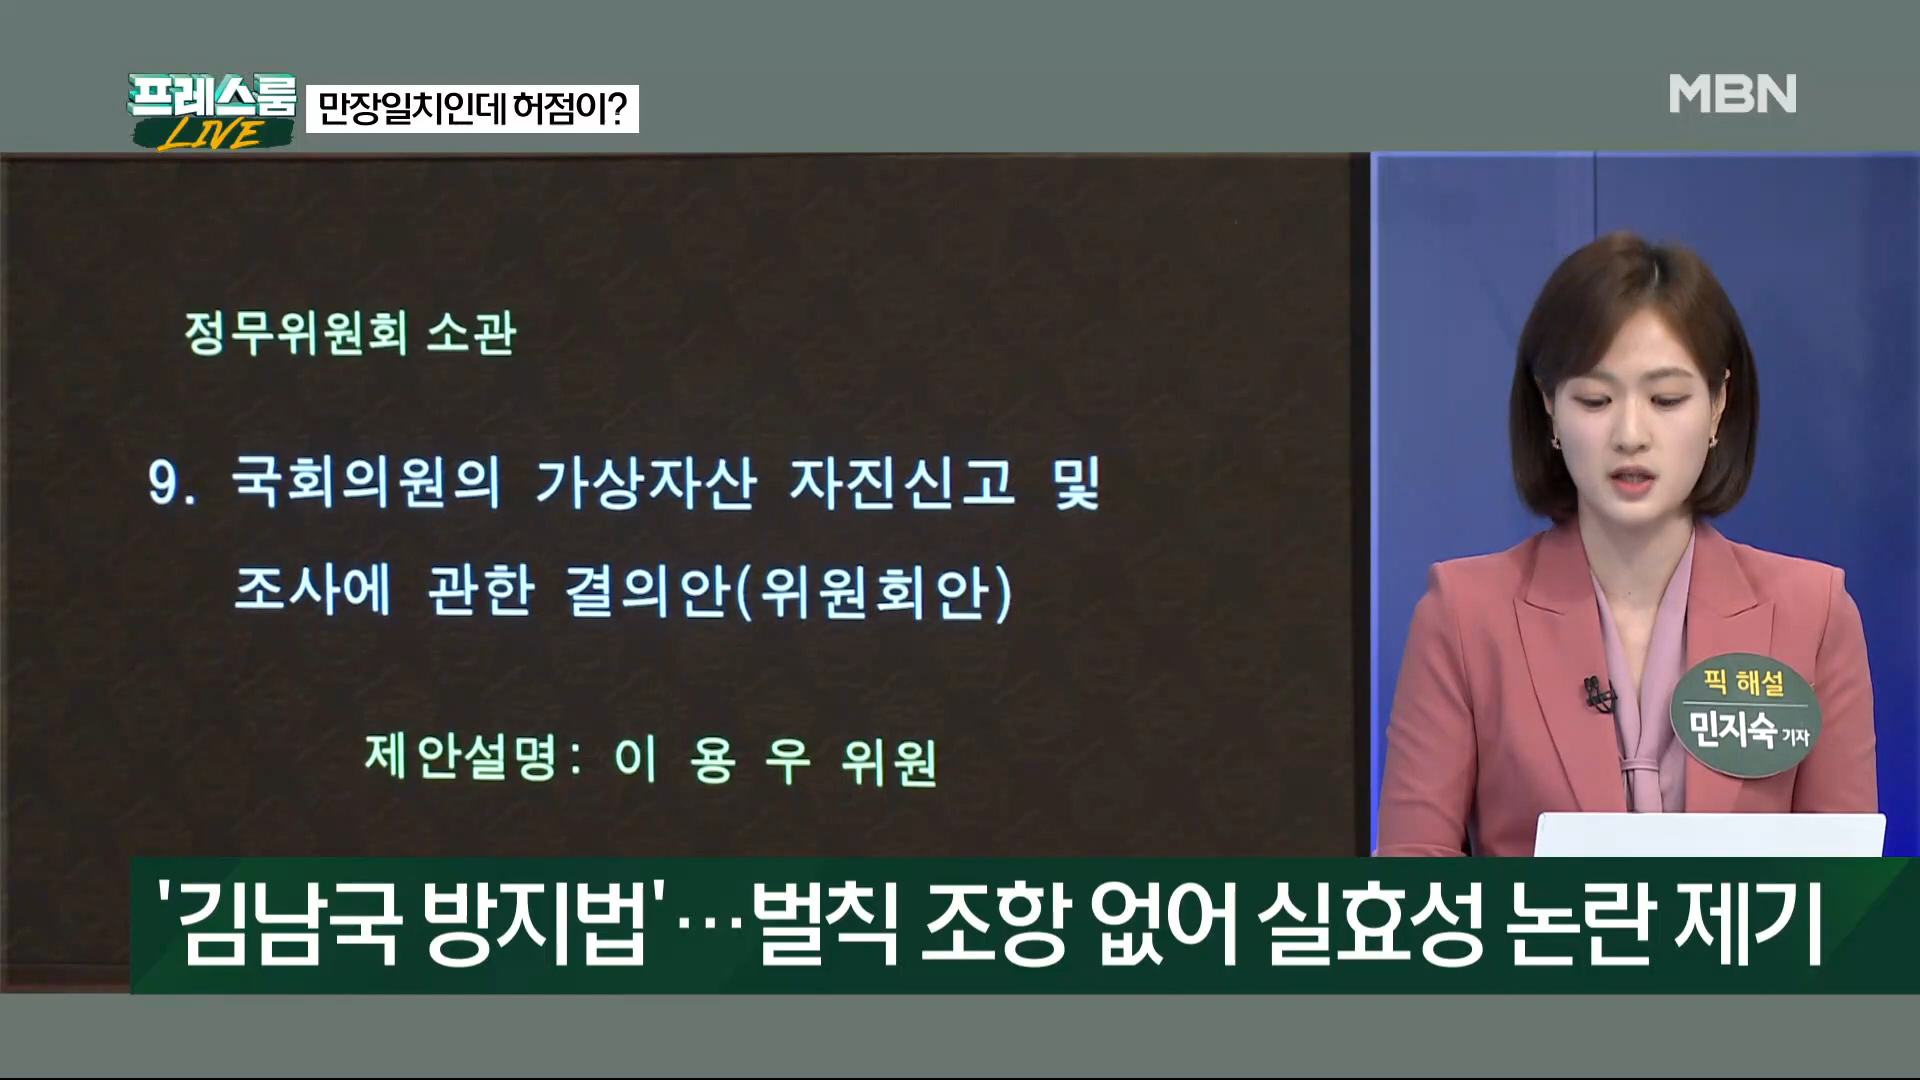 프레스룸
LIVE
만장일치인데 허점이?
MBN
정무위원회 소관
9. 국회의원의 가상자산 자진신고 및
조사에 관한 결의안(위원회안)
제안설명: 이 용 우 위원
픽 해설
민지숙 기자
'김남국 방지법'…벌칙 조항 없어 실효성 논란 제기